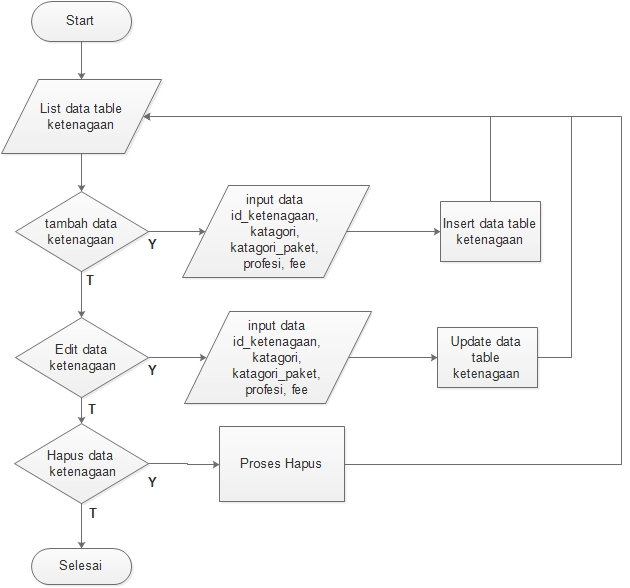 Start
List data table
ketenagaan
tambah data
ketenagaan
Y
T
input data
id_ketenagaan,
katagori,
katagori_paket,
profesi, fee
Insert data table
ketenagaan
Edit data
ketenagaan
Y
T
input data
id_ketenagaan,
katagori,
katagori_paket,
profesi, fee
Update data
table
ketenagaan
Hapus data
ketenagaan
Y
T
Proses Hapus
Selesai